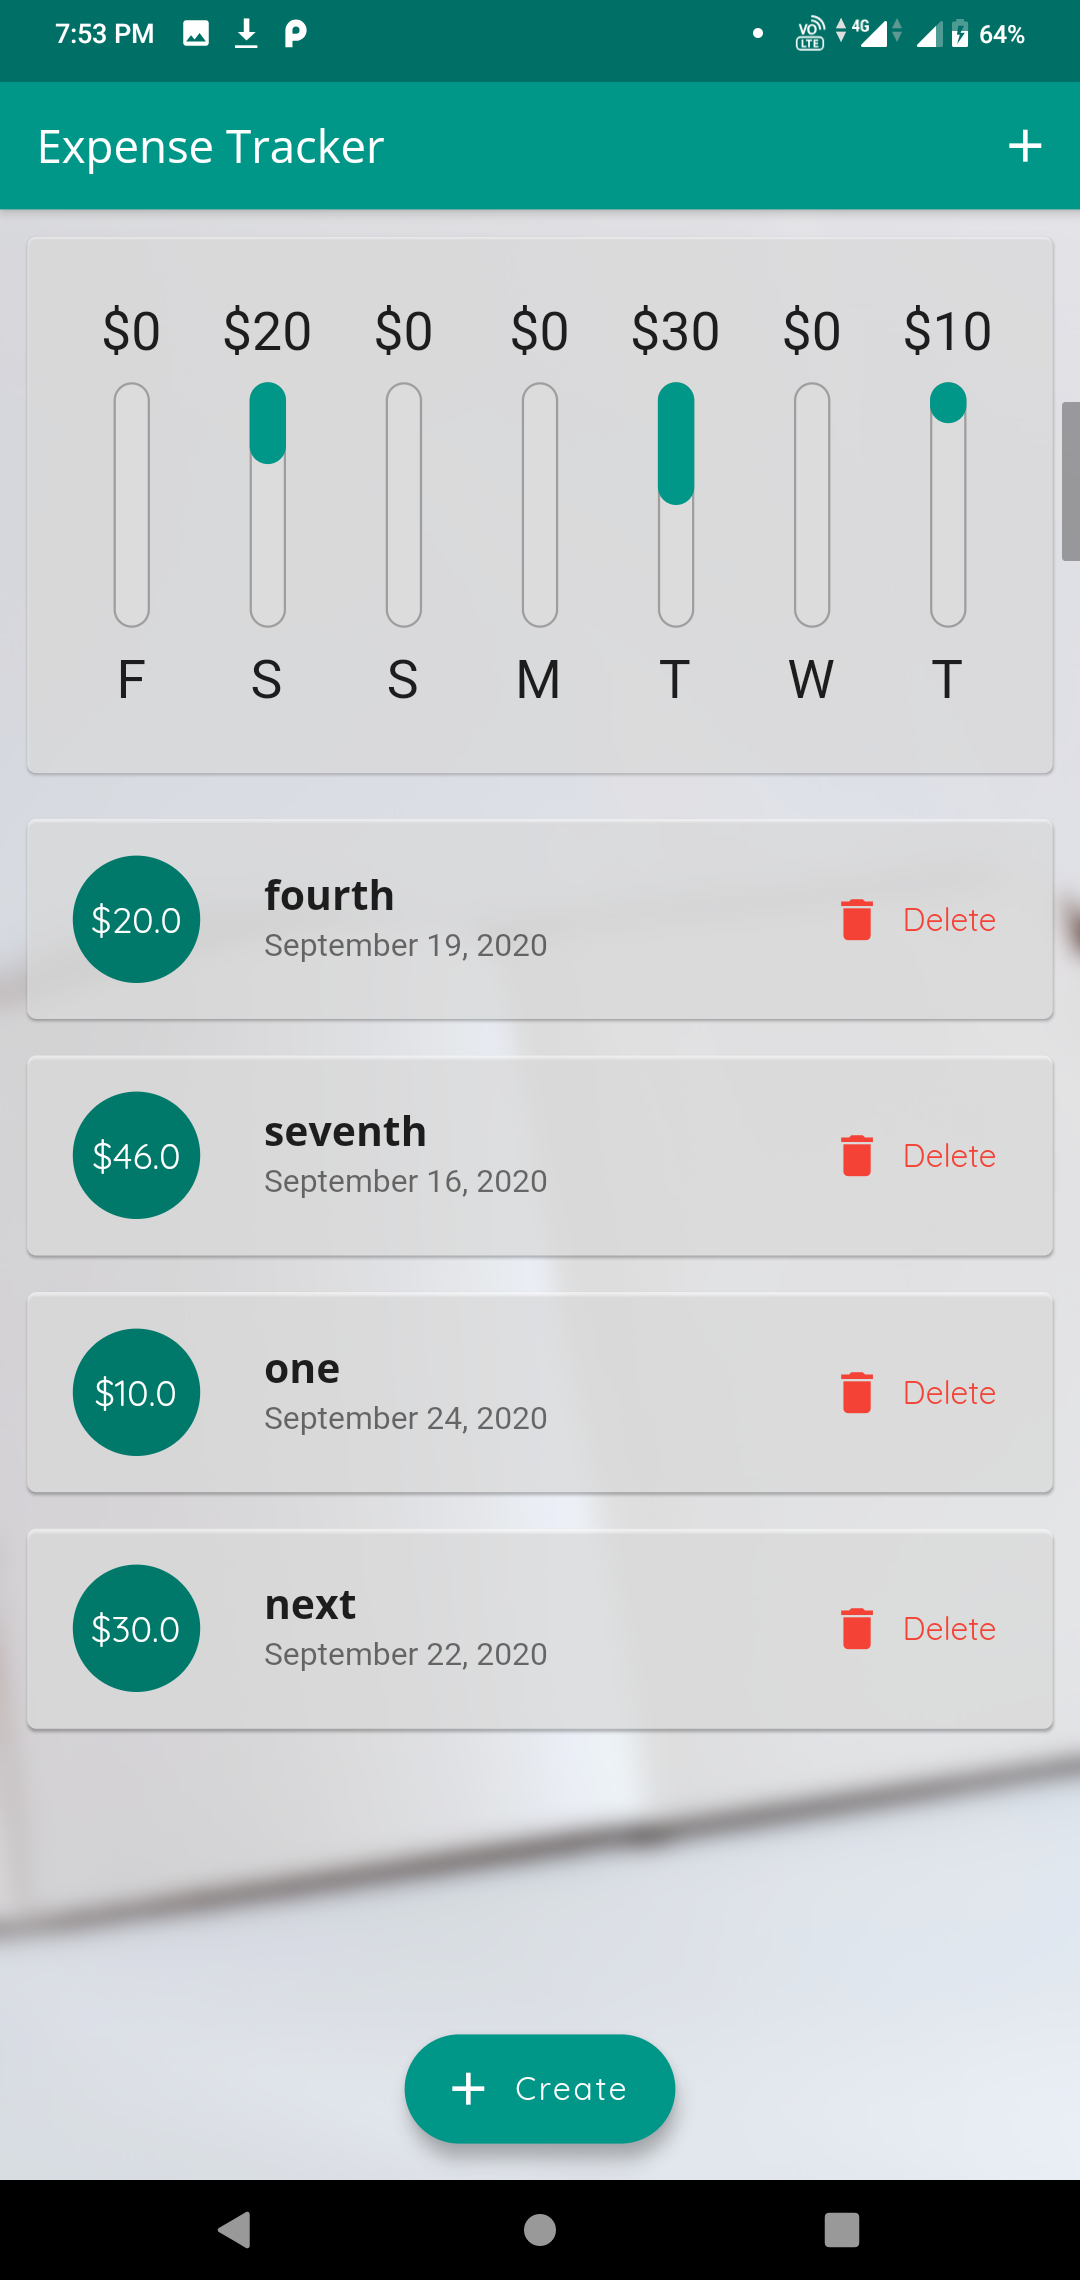 7:53 PM VO LTE 4G 64%
Expense Tracker
$0 $20 $0 $0 $30 $0 $10
F S S M T W T
fourth
$20.0 Delete
September 19, 2020
seventh
$46.0 Delete
September 16, 2020
one
$10.0 Delete
September 24, 2020
next
$30.0 Delete
September 22, 2020
Create